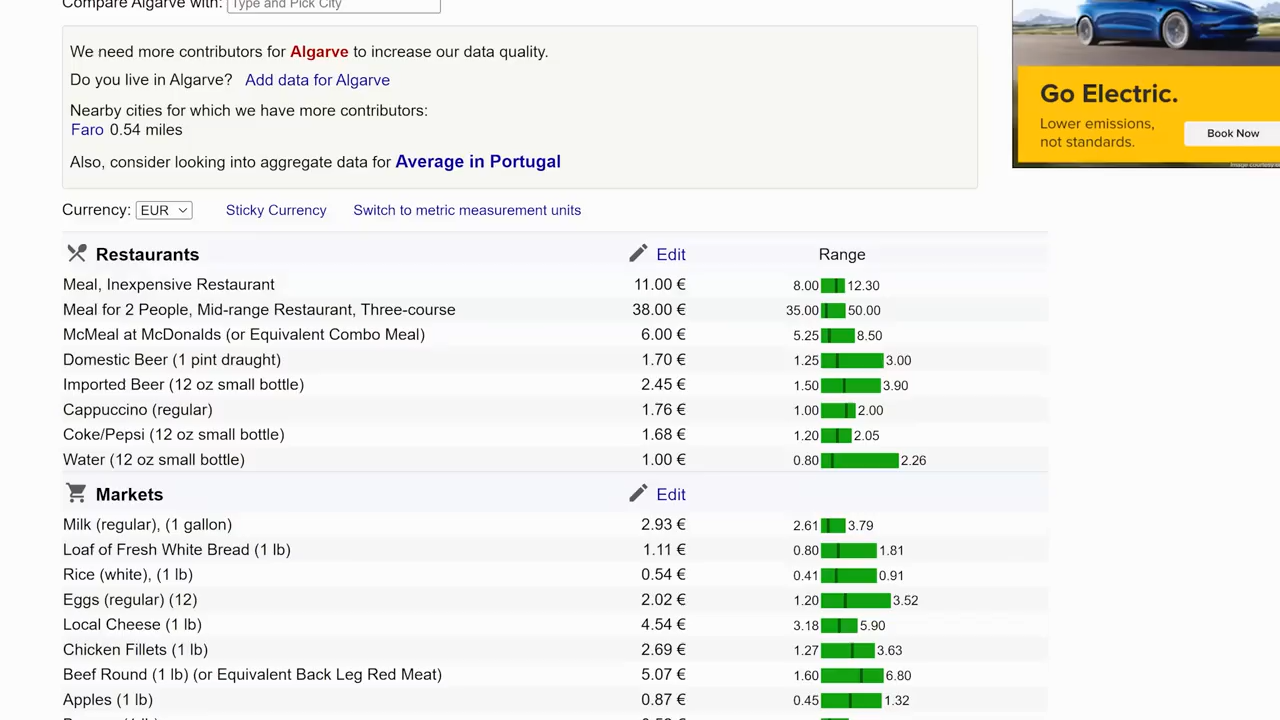 Compare Algarve with: Type and Pick City
We need more contributors for Algarve to increase our data quality.
Do you live in Algarve? Add data for Algarve
Nearby cities for which we have more contributors:
Faro 0.54 miles
Also, consider looking into aggregate data for Average in Portugal
Go Electric.
Lower emissions,
not standards.
Book Now
Currency: EUR Sticky Currency Switch to metric measurement units
Restaurants Edit Range
Meal, Inexpensive Restaurant 11.00 € 8.00 12.30
Meal for 2 People, Mid-range Restaurant, Three-course 38.00 € 35.00 50.00
McMeal at McDonalds (or Equivalent Combo Meal) 6.00 € 5.25 8.50
Domestic Beer (1 pint draught) 1.70 € 1.25 3.00
Imported Beer (12 oz small bottle) 2.45 € 1.50 3.90
Cappuccino (regular) 1.76 € 1.00 2.00
Coke/Pepsi (12 oz small bottle) 1.68 € 1.20 2.05
Water (12 oz small bottle) 1.00 € 0.80 2.26
Markets Edit
Milk (regular), (1 gallon) 2.93 € 2.61 3.79
Loaf of Fresh White Bread (1 lb) 1.11 € 0.80 1.81
Rice (white), (1 lb) 0.54 € 0.41 0.91
Eggs (regular) (12) 2.02 € 1.20 3.52
Local Cheese (1 lb) 4.54 € 3.18 5.90
Chicken Fillets (1 lb) 2.69 € 1.27 3.63
Beef Round (1 lb) (or Equivalent Back Leg Red Meat) 5.07 € 1.60 6.80
Apples (1 lb) 0.87 € 0.45 1.32